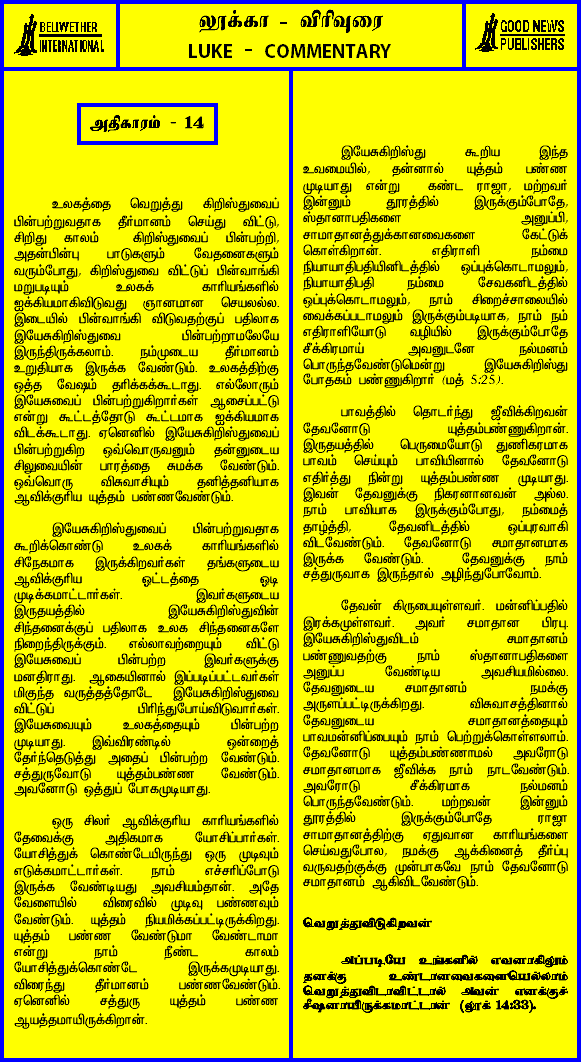 BELIWETHER
INTERNATIONAL
லூக்கா - விரிவுரை
LUKE - COMMENTARY
GOOD NEWS
PUBLISHERS
அதிகாரம் - 14
உலகத்தை வெறுத்து கிறிஸ்துவைப்
பின்பற்றுவதாக தீர்மானம் செய்து விட்டு,
சிறிது காலம் கிறிஸ்துவைப் பின்பற்றி,
அதன்பின்பு பாடுகளும் வேதனைகளும்
வரும்போது, கிறிஸ்துவை விட்டுப் பின்வாங்கி
மறுபடியும் உலகக் காரியங்களில்
ஐக்கியமாகிவிடுவது ஞானமான செயலல்ல.
இடையில் பின்வாங்கி விடுவதற்குப் பதிலாக
இயேசுகிறிஸ்துவை பின்பற்றாமலேயே
இருந்திருக்கலாம். நம்முடைய தீர்மானம்
உறுதியாக இருக்க வேண்டும். உலகத்திற்கு
ஒத்த வேஷம் தரிக்கக்கூடாது. எல்லோரும்
இயேசுவைப் பின்பற்றுகிறார்கள் ஆசைப்பட்டு
என்று கூட்டத்தோடு கூட்டமாக ஐக்கியமாக
விடக்கூடாது. ஏனெனில் இயேசுகிறிஸ்துவைப்
பின்பற்றுகிற ஒவ்வொருவனும் தன்னுடைய
சிலுவையின் பாரத்தை சுமக்க வேண்டும்.
ஒவ்வொரு விசுவாசியும் தனித்தனியாக
ஆவிக்குரிய யுத்தம் பண்ணவேண்டும்.
இயேசுகிறிஸ்துவைப் பின்பற்றுவதாக
கூறிக்கொண்டு உலகக் காரியங்களில்
சிநேகமாக இருக்கிறவர்கள் தங்களுடைய
ஆவிக்குரிய ஓட்டத்தை ஓடி
முடிக்கமாட்டார்கள். இவர்களுடைய
இருதயத்தில் இயேசுகிறிஸ்துவின்
சிந்தனைக்குப் பதிலாக உலக சிந்தனைகளே
நிறைந்திருக்கும். எல்லாவற்றையும் விட்டு
இயேசுவைப் பின்பற்ற இவர்களுக்கு
மனதிராது. ஆகையினால் இப்படிப்பட்டவர்கள்
மிகுந்த வருத்தத்தோடே இயேசுகிறிஸ்துவை
விட்டுப் பிரிந்துபோய்விடுவார்கள்.
இயேசுவையும் உலகத்தையும் பின்பற்ற
முடியாது. இவ்விரண்டில் ஒன்றைத்
தேர்ந்தெடுத்து அதைப் பின்பற்ற வேண்டும்.
சத்துருவோடு யுத்தம்பண்ண வேண்டும்.
அவனோடு ஒத்துப் போகமுடியாது.
ஒரு சிலர் ஆவிக்குரிய காரியங்களில்
தேவைக்கு அதிகமாக யோசிப்பார்கள்.
யோசித்துக் கொண்டேயிருந்து ஒரு முடிவும்
எடுக்கமாட்டார்கள். நாம் எச்சரிப்போடு
இருக்க வேண்டியது அவசியம்தான். அதே
வேளையில் விரைவில் முடிவு பண்ணவும்
வேண்டும். யுத்தம் நியமிக்கப்பட்டிருக்கிறது.
யுத்தம் பண்ண வேண்டுமா வேண்டாமா
என்று நாம் நீண்ட காலம்
யோசித்துக்கொண்டே இருக்கமுடியாது.
விரைந்து தீர்மானம் பண்ணவேண்டும்.
ஏனெனில் சத்துரு யுத்தம் பண்ண
ஆயத்தமாயிருக்கிறான்.
இயேசுகிறிஸ்து கூறிய இந்த
உவமையில், தன்னால் யுத்தம் பண்ண
முடியாது என்று கண்ட ராஜா, மற்றவர்
இன்னும் தூரத்தில் இருக்கும்போதே,
ஸ்தானாபதிகளை அனுப்பி,
சமாதானத்துக்கானவைகளை கேட்டுக்
கொள்கிறான். எதிராளி நம்மை
நியாயாதிபதியினிடத்தில் ஒப்புக்கொடாமலும்,
நியாயாதிபதி நம்மை சேவகனிடத்தில்
ஒப்புக்கொடாமலும், நாம் சிறைச்சாலையில்
வைக்கப்படாமலும் இருக்கும்படியாக, நாம் நம்
எதிராளியோடு வழியில் இருக்கும்போதே
சீக்கிரமாய் அவனுடனே நல்மனம்
பொருந்தவேண்டுமென்று இயேசுகிறிஸ்து
போதகம் பண்ணுகிறார் (மத் 5:25).
பாவத்தில் தொடர்ந்து ஜீவிக்கிறவன்
தேவனோடு யுத்தம்பண்ணுகிறான்.
இருதயத்தில் பெருமையோடு துணிகரமாக
பாவம் செய்யும் பாவியினால் தேவனோடு
எதிர்த்து நின்று யுத்தம்பண்ண முடியாது.
இவன் தேவனுக்கு நிகரானவன் அல்ல.
நாம் பாவியாக இருக்கும்போது, நம்மைத்
தாழ்த்தி, தேவனிடத்தில் ஒப்புரவாகி
விடவேண்டும். தேவனோடு சமாதானமாக
இருக்க வேண்டும். தேவனுக்கு நாம்
சத்துருவாக இருந்தால் அழிந்துபோவோம்.
தேவன் கிருபையுள்ளவர். மன்னிப்பதில்
இரக்கமுள்ளவர். அவர் சமாதான பிரபு.
இயேசுகிறிஸ்துவிடம் சமாதானம்
பண்ணுவதற்கு நாம் ஸ்தானாபதிகளை
அனுப்ப வேண்டிய அவசியமில்லை.
தேவனுடைய சமாதானம் நமக்கு
அருளப்பட்டிருக்கிறது. விசுவாசத்தினால்
தேவனுடைய சமாதானத்தையும்
பாவமன்னிப்பையும் நாம் பெற்றுக்கொள்ளலாம்.
தேவனோடு யுத்தம்பண்ணாமல் அவரோடு
சமாதானமாக ஜீவிக்க நாம் நாடவேண்டும்.
அவரோடு சீக்கிரமாக நல்மனம்
பொருந்தவேண்டும். மற்றவன் இன்னும்
தூரத்தில் இருக்கும்போதே ராஜா
சமாதானத்திற்கு ஏதுவான காரியங்களை
செய்வதுபோல, நமக்கு ஆக்கினைத் தீர்ப்பு
வருவதற்குக்கு முன்பாகவே நாம் தேவனோடு
சமாதானம் ஆகிவிடவேண்டும்.
வெறுத்துவிடுகிறவன்
அப்படியே உங்களில் எவனாகிலும்
தனக்கு உண்டானவைகளையெல்லாம்
வெறுத்துவிடாவிட்டால் அவன் எனக்குச்
சீஷனாயிருக்கமாட்டான் (லூக் 14:33).